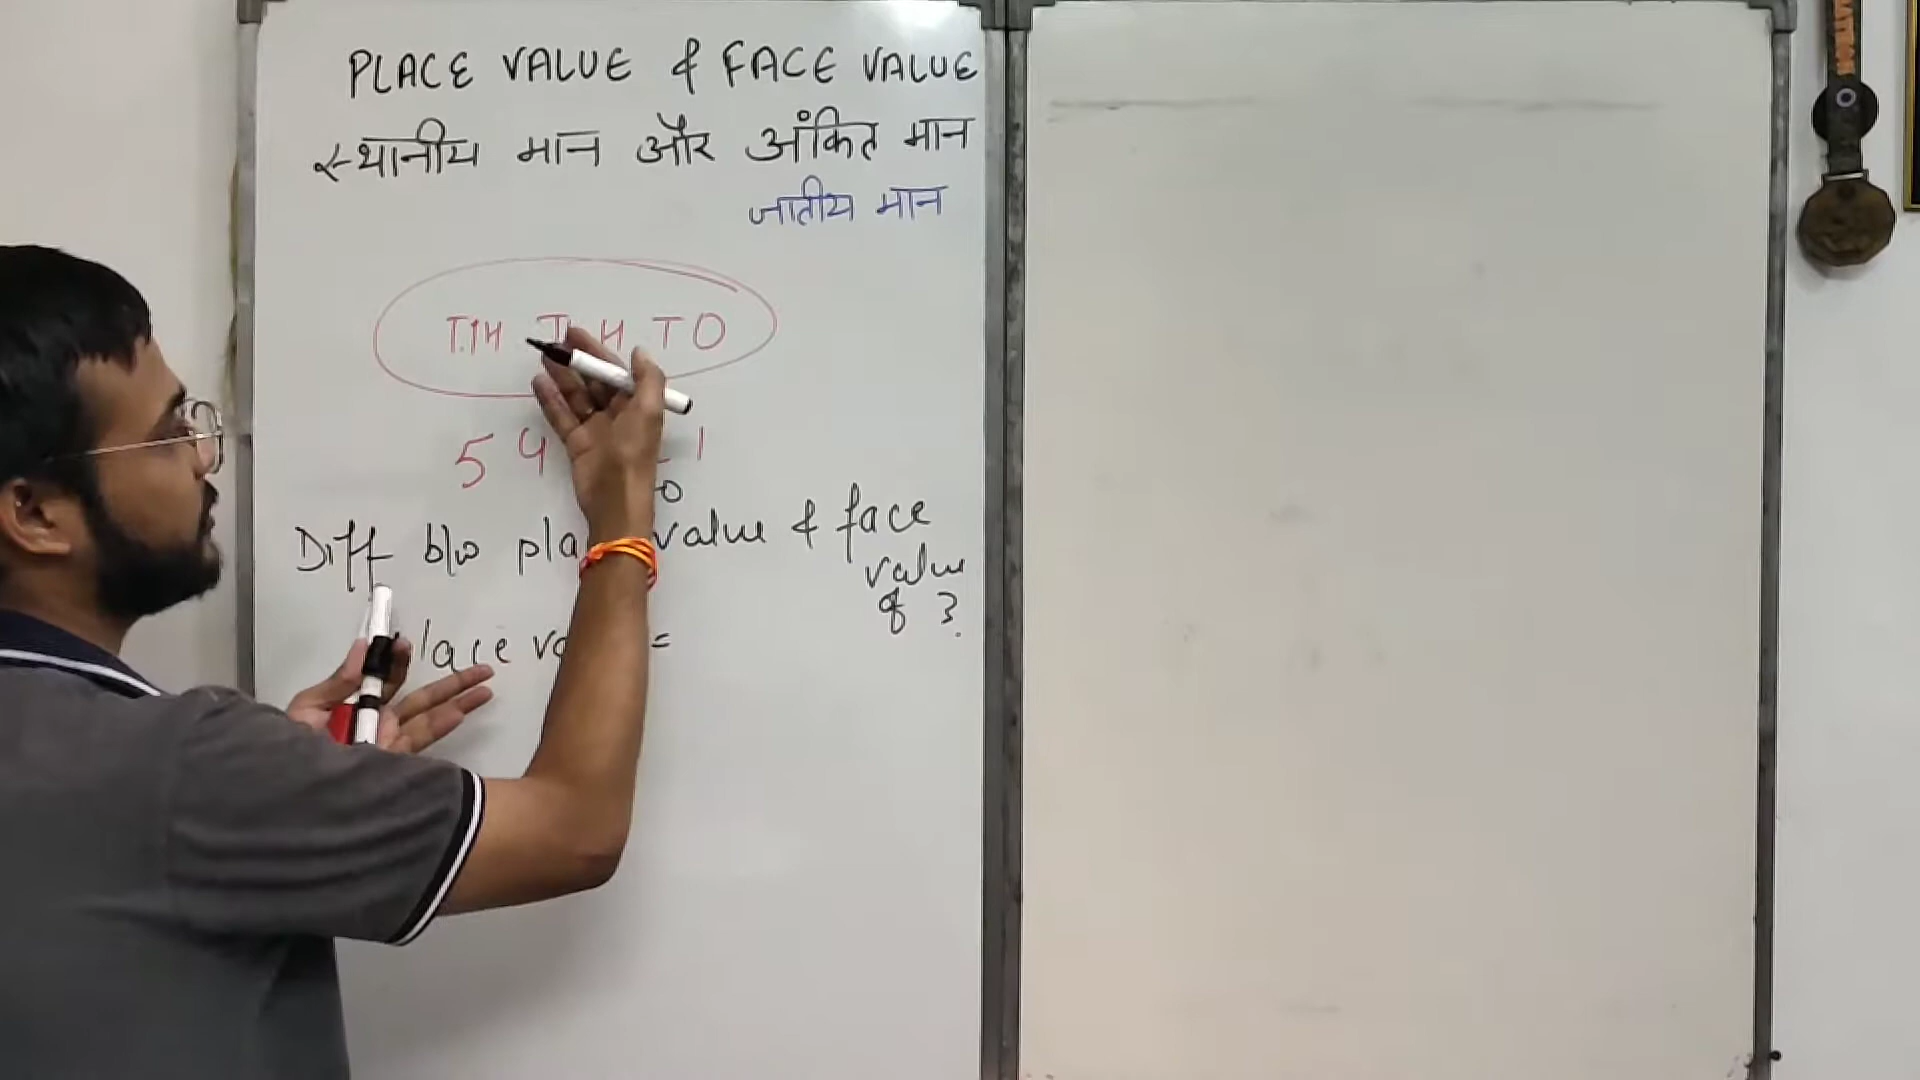 PLACE VALUE & FACE VALUE
स्थानीय मान और अंकित मान
जातीय मान
T.TH H T O
5 4 1
Diff b/w value & face
value
of 3
=